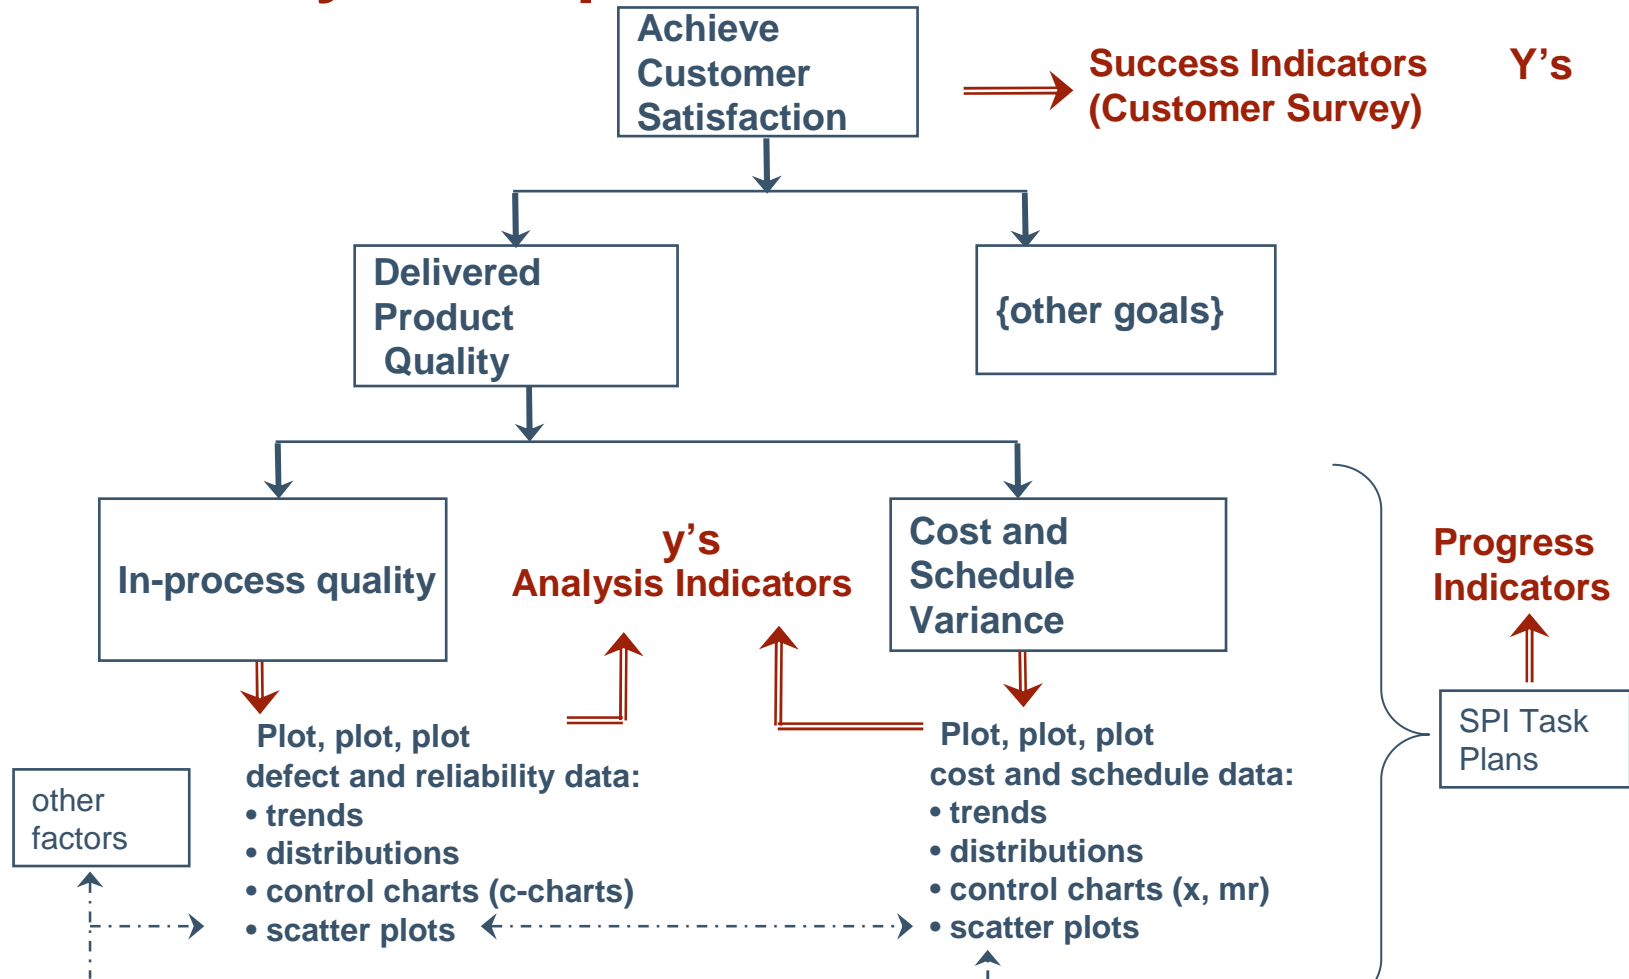 Achieve
Customer
Satisfaction
Success Indicators
(Customer Survey)
Y’s
Delivered
Product
Quality
{other goals}
In-process quality
y’s
Analysis Indicators
Cost and
Schedule
Variance
Progress
Indicators
SPI Task
Plans
Plot, plot, plot
defect and reliability data:
• trends
• distributions
• control charts (c-charts)
• scatter plots
Plot, plot, plot
cost and schedule data:
• trends
• distributions
• control charts (x, mr)
• scatter plots
other
factors